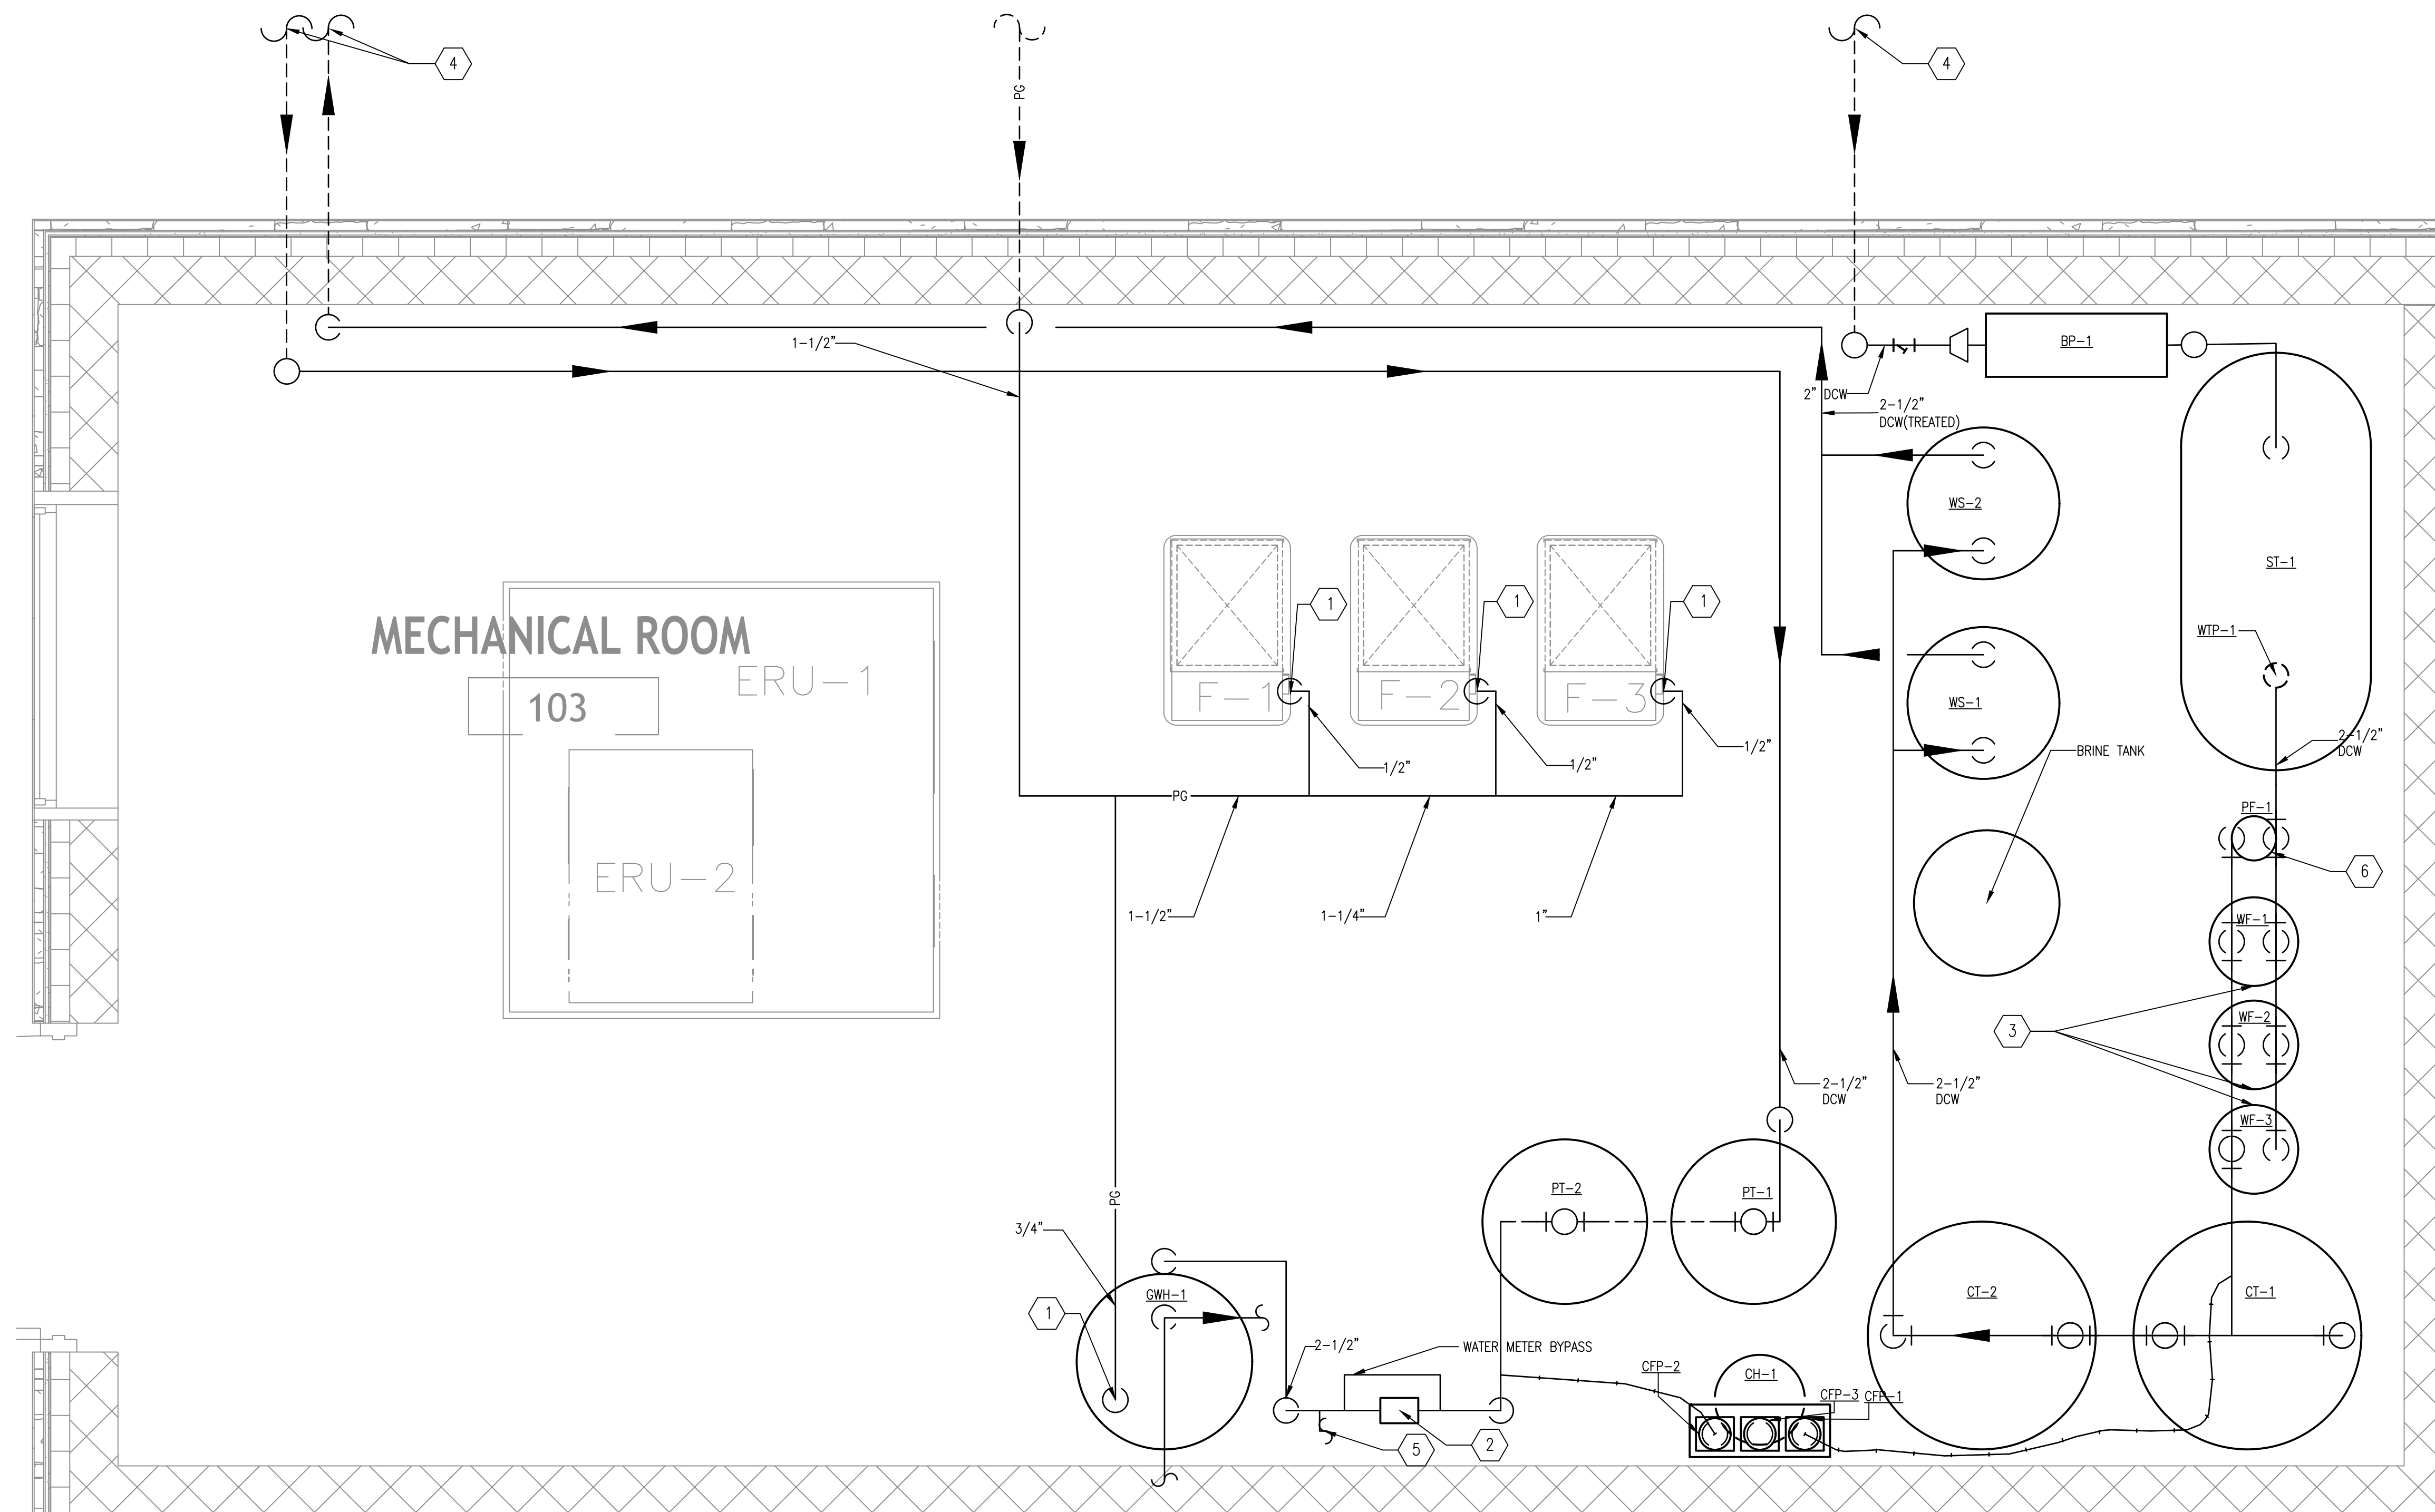 4
PG
4
1-1/2"
BP-1
2" DCW
2-1/2"
DCW(TREATED)
WS-2
ST-1
MECHANICAL ROOM
103
ERU-1
1
1
1
WTP-1
F-1
F-2
F-3
WS-1
2-1/2"
DCW
1/2"
1/2"
1/2"
BRINE TANK
PG
PF-1
ERU-2
6
1-1/2"
1-1/4"
1"
WF-1
WF-2
3
2-1/2"
DCW
2-1/2"
DCW
WF-3
PT-2
PT-1
PG
3/4"
GWH-1
1
CT-2
CT-1
2-1/2"
WATER METER BYPASS
CFP-2
CH-1
CFP-3
CFP-1
5
2